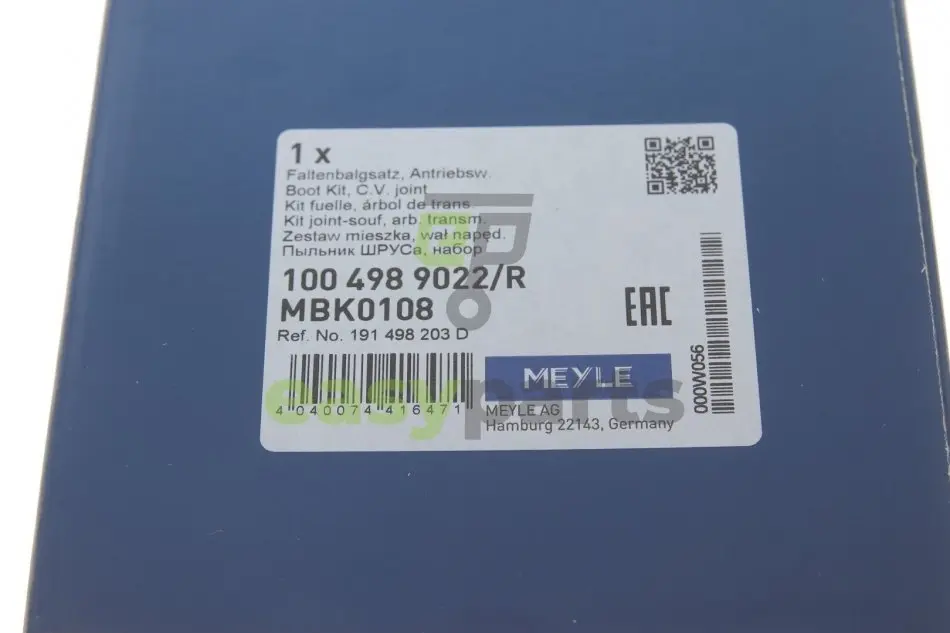 1 x
Faltenbalgsatz, Antriebsw.
Boot Kit, C.V. joint
Kit fuelle, árbol de trans.
Kit joint-souf, arb. transm.
Zestaw mieszka, wał napęd.
Пыльник ШРУСа, набор
100 498 9022/R
MBK0108
Ref. No. 191 498 203 D
EAC
000W056
MEYLE
4 040074 416471
MEYLE AG
Hamburg 22143, Germany
easyparts